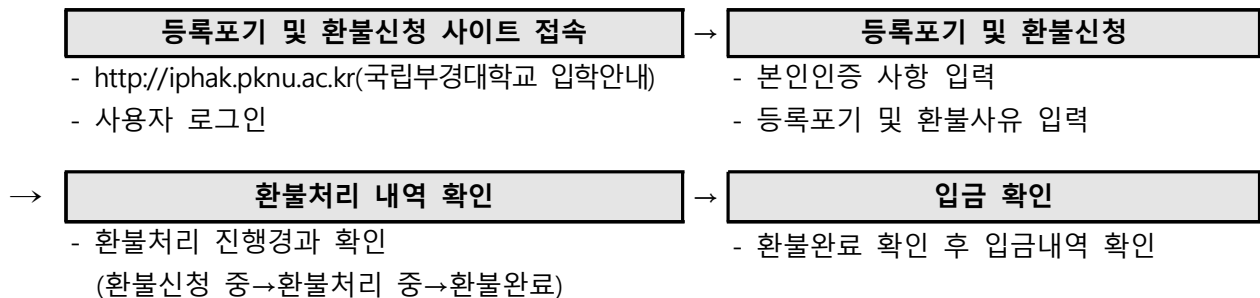 등록포기 및 환불신청 사이트 접속 → 등록포기 및 환불신청
- http://iphak.pknu.ac.kr(국립부경대학교 입학안내) - 본인인증 사항 입력
- 사용자 로그인 - 등록포기 및 환불사유 입력
→ 환불처리 내역 확인 → 입금 확인
- 환불처리 진행경과 확인 - 환불완료 확인 후 입금내역 확인
(환불신청 중→환불처리 중→환불완료)